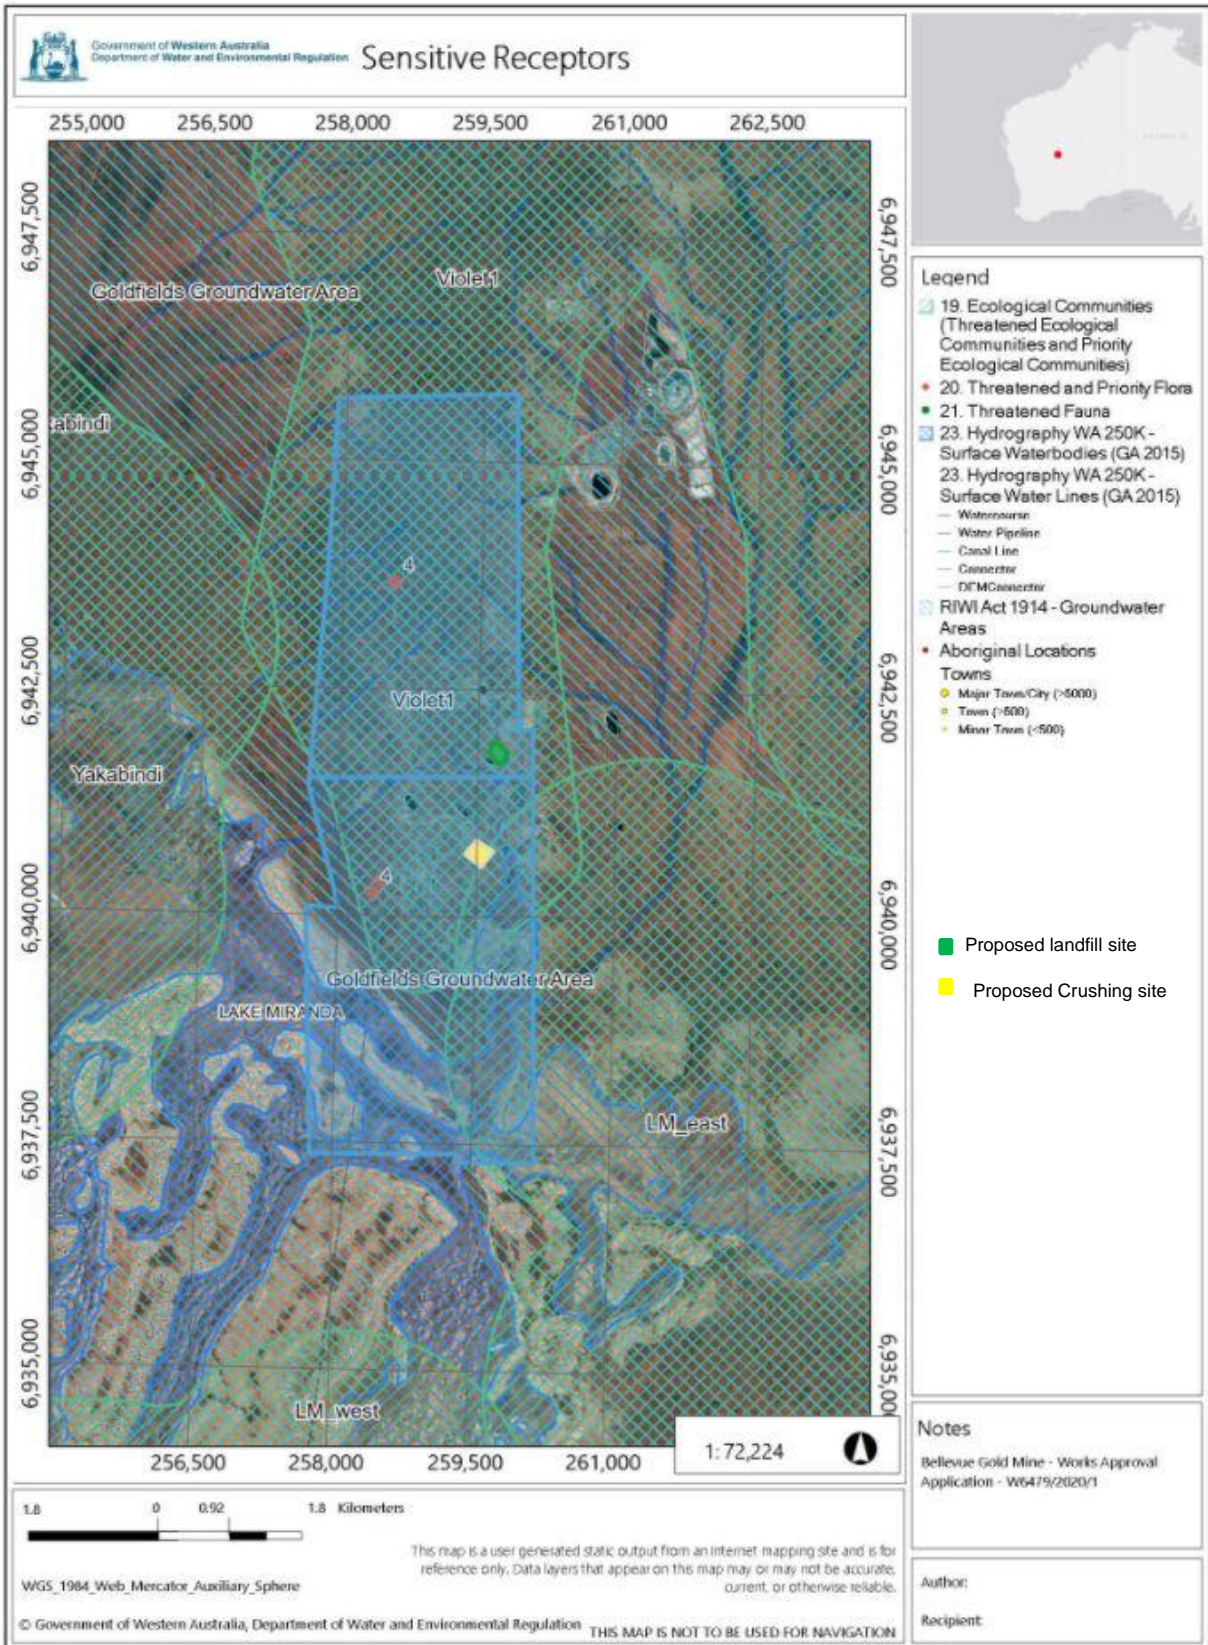 Government of Western Australia
Department of Water and Environmental Regulation
Sensitive Receptors
255,000 256,500 258,000 259,500 261,000 262,500
6,947,500
6,945,000
6,942,500
6,940,000
6,937,500
6,935,000
Goldfields Groundwater Area
Violet1
kabindi
4
Violet1
Yakabindi
4
Goldfields Groundwater Area
LAKE MIRANDA
LM_east
LM_west
6,947,500
6,945,000
6,942,500
6,940,000
6,937,500
6,935,000
256,500 258,000 259,500 261,000
1: 72,224
AUSTRALIA
Legend
19. Ecological Communities
(Threatened Ecological
Communities and Priority
Ecological Communities)
20. Threatened and Priority Flora
21. Threatened Fauna
23. Hydrography WA 250K -
Surface Waterbodies (GA 2015)
23. Hydrography WA 250K -
Surface Water Lines (GA 2015)
Watercourse
Water Pipeline
Canal Line
Connector
DEMConnector
RIWI Act 1914 - Groundwater
Areas
Aboriginal Locations
Towns
Major Town/City (>5000)
Town (>500)
Minor Town (<500)
Proposed landfill site
Proposed Crushing site
Notes
Bellevue Gold Mine - Works Approval
Application - W6479/2020/1
Author:
Recipient:
1.8 0 0.92 1.8 Kilometers
This map is a user generated static output from an Internet mapping site and is for
reference only. Data layers that appear on this map may or may not be accurate,
current, or otherwise reliable.
WGS_1984_Web_Mercator_Auxiliary_Sphere
© Government of Western Australia, Department of Water and Environmental Regulation
THIS MAP IS NOT TO BE USED FOR NAVIGATION